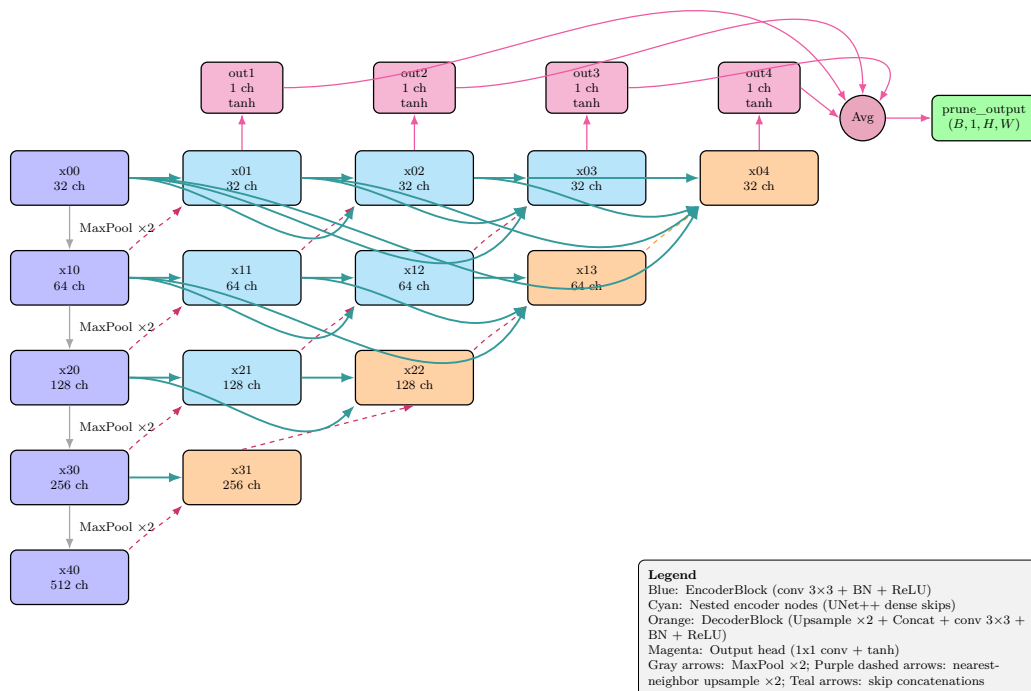 out1
1 ch
tanh
out2
1 ch
tanh
out3
1 ch
tanh
out4
1 ch
tanh
Avg
prune_output
(B, 1, H, W)
x00
32 ch
x01
32 ch
x02
32 ch
x03
32 ch
x04
32 ch
MaxPool ×2
x10
64 ch
x11
64 ch
x12
64 ch
x13
64 ch
MaxPool ×2
x20
128 ch
x21
128 ch
x22
128 ch
MaxPool ×2
x30
256 ch
x31
256 ch
MaxPool ×2
x40
512 ch
Legend
Blue: EncoderBlock (conv 3×3 + BN + ReLU)
Cyan: Nested encoder nodes (UNet++ dense skips)
Orange: DecoderBlock (Upsample ×2 + Concat + conv 3×3 +
BN + ReLU)
Magenta: Output head (1x1 conv + tanh)
Gray arrows: MaxPool ×2; Purple dashed arrows: nearest-
neighbor upsample ×2; Teal arrows: skip concatenations